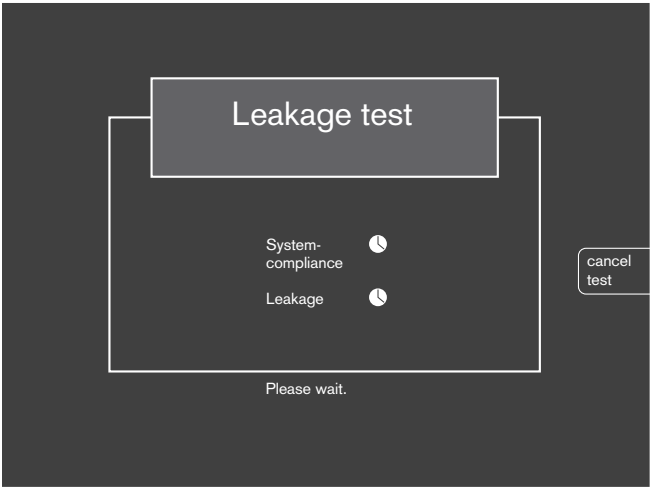 Leakage test
System-
compliance
Leakage
cancel
test
Please wait.